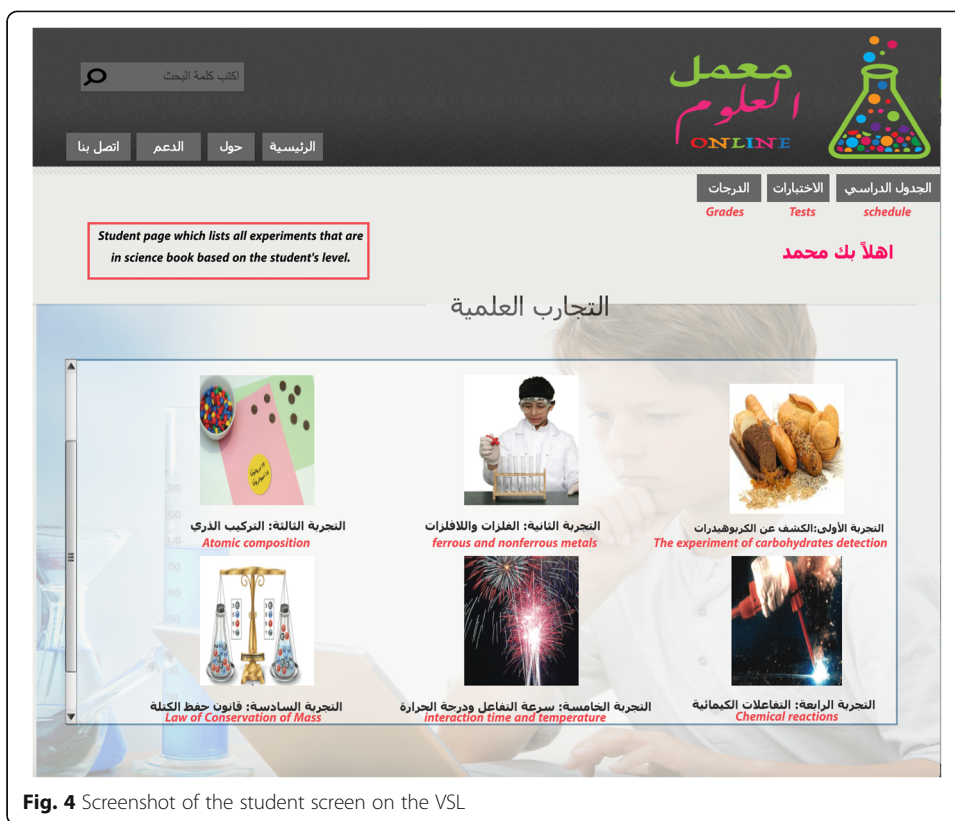 معمل
العلوم
ONLINE
اكتب كلمة البحث
الرئيسية حول الدعم اتصل بنا
الجدول الدراسي الاختبارات الدرجات
Grades Tests schedule
Student page which lists all experiments that are
in science book based on the student's level.
اهلاً بك محمد
التجارب العلمية
التجربة الأولى:الكشف عن الكربوهيدرات
The experiment of carbohydrates detection
التجربة الثانية: الفلزات واللافلزات
ferrous and nonferrous metals
التجربة الثالثة: التركيب الذري
Atomic composition
التجربة الرابعة: التفاعلات الكيمائية
Chemical reactions
التجربة الخامسة: سرعة التفاعل ودرجة الحرارة
interaction time and temperature
التجربة السادسة: قانون حفظ الكتلة
Law of Conservation of Mass
500
350
250
Fig. 4 Screenshot of the student screen on the VSL